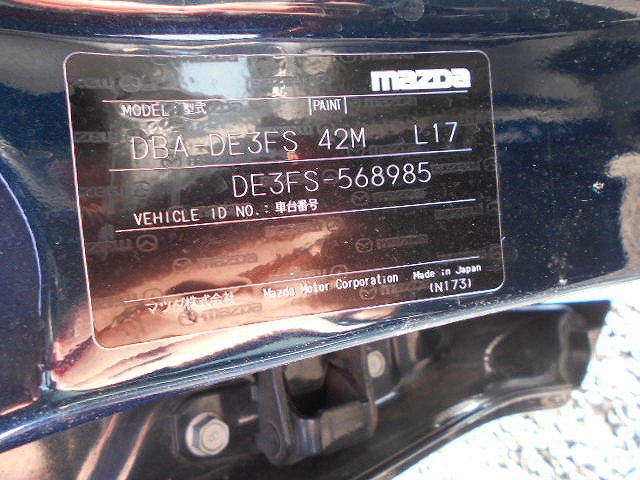 mazda
MODEL:型式 |PAINT|
DBA-DE3FS 42M L17
DE3FS-568985
VEHICLE ID NO.:車台番号
マツダ株式会社 Mazda Motor Corporation Made in Japan
(N173)